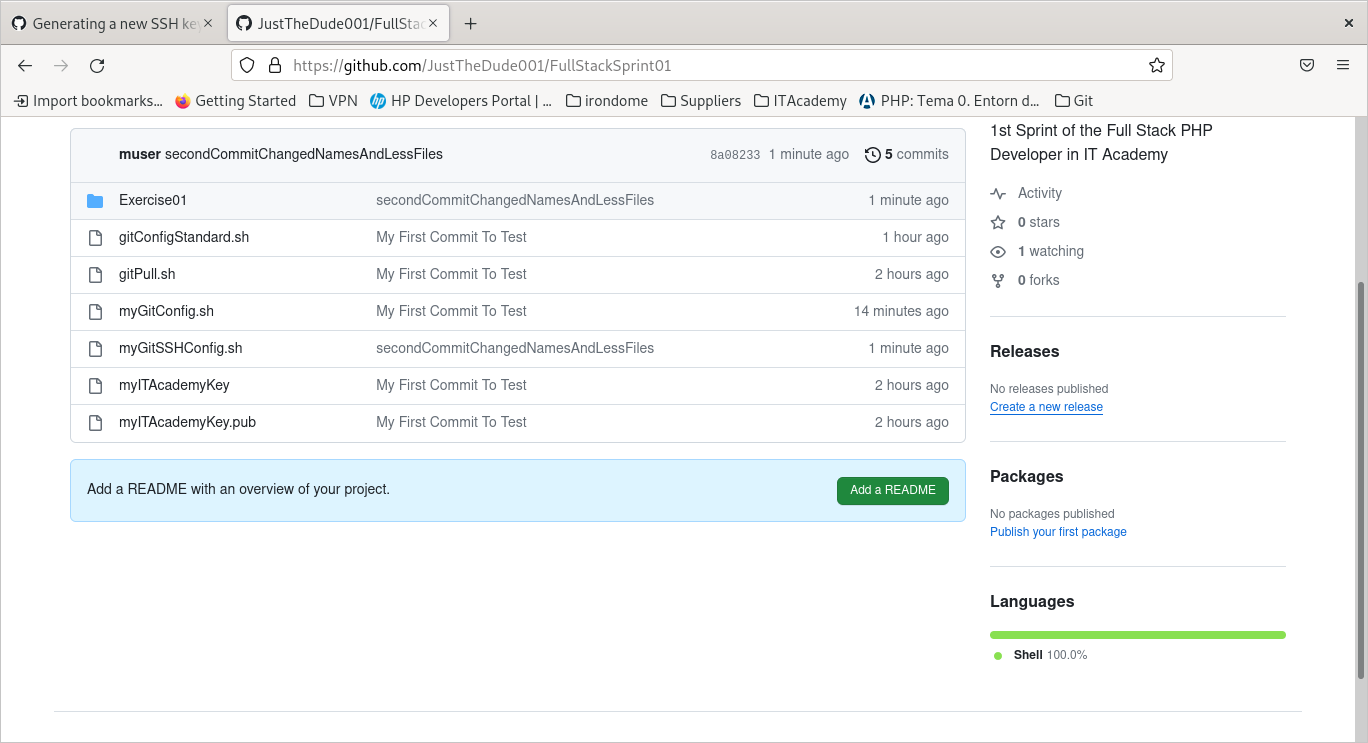 Generating a new SSH key
JustTheDude001/FullStac
https://github.com/JustTheDude001/FullStackSprint01
Import bookmarks... Getting Started VPN HP Developers Portal | ... irondome Suppliers ITAcademy PHP: Tema 0. Entorn d... Git
muser secondCommitChangedNamesAndLessFiles 8a08233 1 minute ago 5 commits
Exercise01 secondCommitChangedNamesAndLessFiles 1 minute ago
gitConfigStandard.sh My First Commit To Test 1 hour ago
gitPull.sh My First Commit To Test 2 hours ago
myGitConfig.sh My First Commit To Test 14 minutes ago
myGitSSHConfig.sh secondCommitChangedNamesAndLessFiles 1 minute ago
myITAcademyKey My First Commit To Test 2 hours ago
myITAcademyKey.pub My First Commit To Test 2 hours ago
Add a README with an overview of your project. Add a README
1st Sprint of the Full Stack PHP
Developer in IT Academy
Activity
0 stars
1 watching
0 forks
Releases
No releases published
Create a new release
Packages
No packages published
Publish your first package
Languages
Shell 100.0%